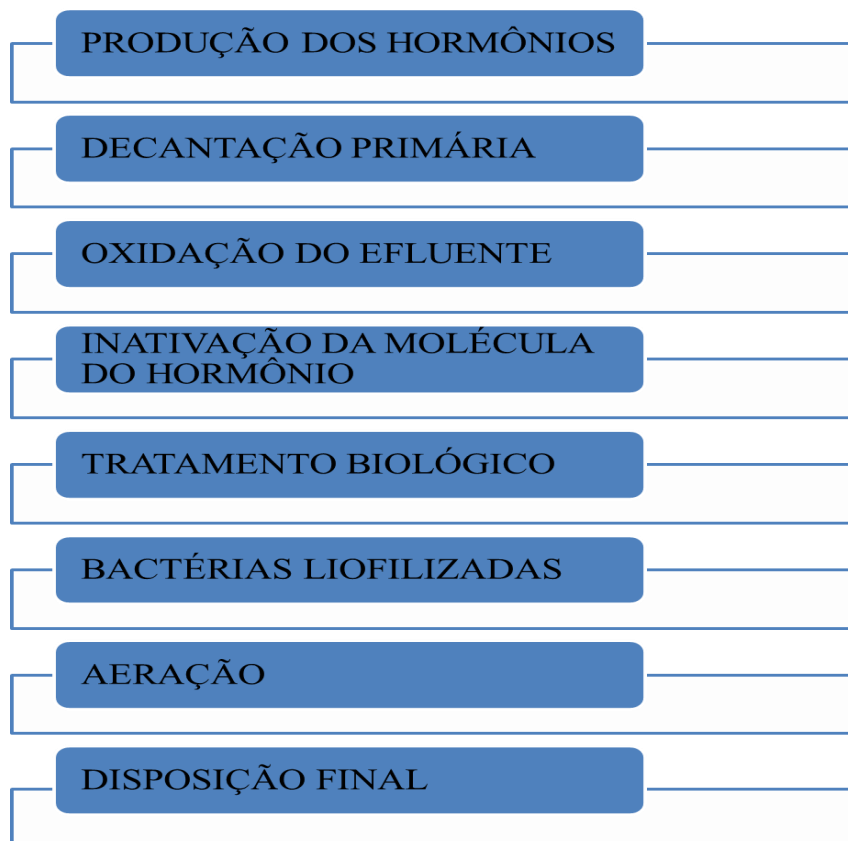 PRODUÇÃO DOS HORMÔNIOS
DECANTAÇÃO PRIMÁRIA
OXIDAÇÃO DO EFLUENTE
INATIVAÇÃO DA MOLÉCULA
DO HORMÔNIO
TRATAMENTO BIOLÓGICO
BACTÉRIAS LIOFILIZADAS
AERAÇÃO
DISPOSIÇÃO FINAL